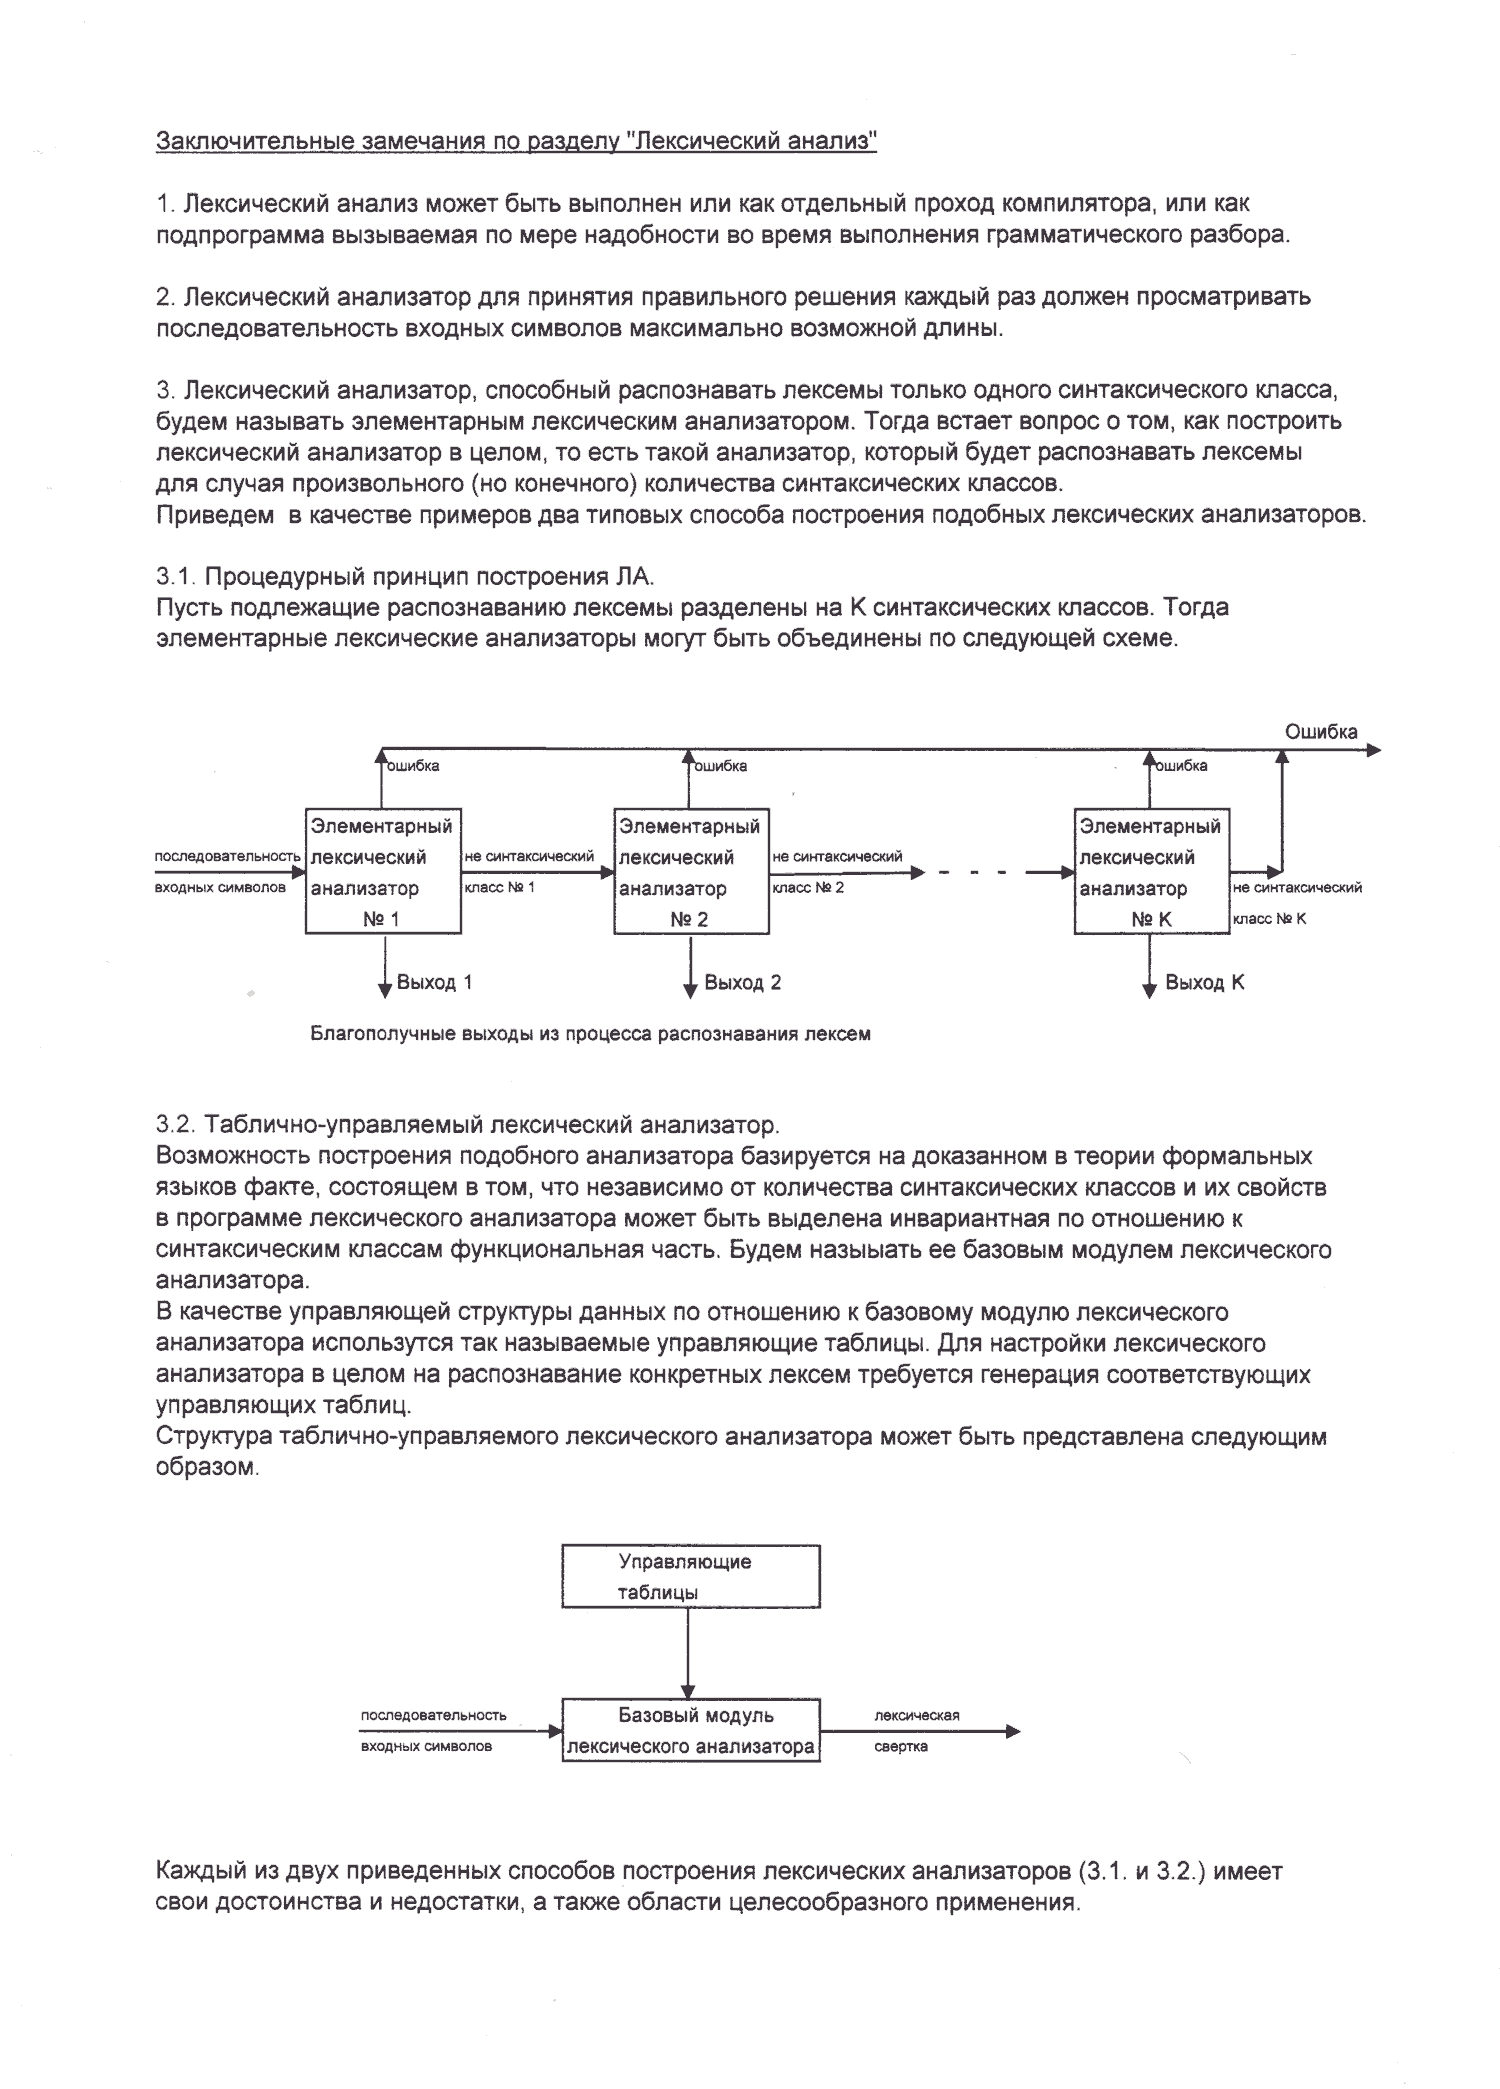 Заключительные замечания по разделу "Лексический анализ"
1. Лексический анализ может быть выполнен или как отдельный проход компилятора, или как
подпрограмма вызываемая по мере надобности во время выполнения грамматического разбора.
2. Лексический анализатор для принятия правильного решения каждый раз должен просматривать
последовательность входных символов максимально возможной длины.
3. Лексический анализатор, способный распознавать лексемы только одного синтаксического класса,
будем называть элементарным лексическим анализатором. Тогда встает вопрос о том, как построить
лексический анализатор в целом, то есть такой анализатор, который будет распознавать лексемы
для случая произвольного (но конечного) количества синтаксических классов.
Приведем  в качестве примеров два типовых способа построения подобных лексических анализаторов.
3.1. Процедурный принцип построения ЛА.
Пусть подлежащие распознаванию лексемы разделены на К синтаксических классов. Тогда
элементарные лексические анализаторы могут быть объединены по следующей схеме.
Ошибка
ошибка
ошибка
ошибка
последовательность
входных символов
Элементарный
лексический
анализатор
№ 1
не синтаксический
класс № 1
Элементарный
лексический
анализатор
№ 2
не синтаксический
класс № 2
- - -
Элементарный
лексический
анализатор
№ К
не синтаксический
класс № К
Выход 1
Выход 2
Выход К
Благополучные выходы из процесса распознавания лексем
3.2. Таблично-управляемый лексический анализатор.
Возможность построения подобного анализатора базируется на доказанном в теории формальных
языков факте, состоящем в том, что независимо от количества синтаксических классов и их свойств
в программе лексического анализатора может быть выделена инвариантная по отношению к
синтаксическим классам функциональная часть. Будем назыыать ее базовым модулем лексического
анализатора.
В качестве управляющей структуры данных по отношению к базовому модулю лексического
анализатора использутся так называемые управляющие таблицы. Для настройки лексического
анализатора в целом на распознавание конкретных лексем требуется генерация соответствующих
управляющих таблиц.
Структура таблично-управляемого лексического анализатора может быть представлена следующим
образом.
Управляющие
таблицы
последовательность
входных символов
Базовый модуль
лексического анализатора
лексическая
свертка
Каждый из двух приведенных способов построения лексических анализаторов (3.1. и 3.2.) имеет
свои достоинства и недостатки, а также области целесообразного применения.